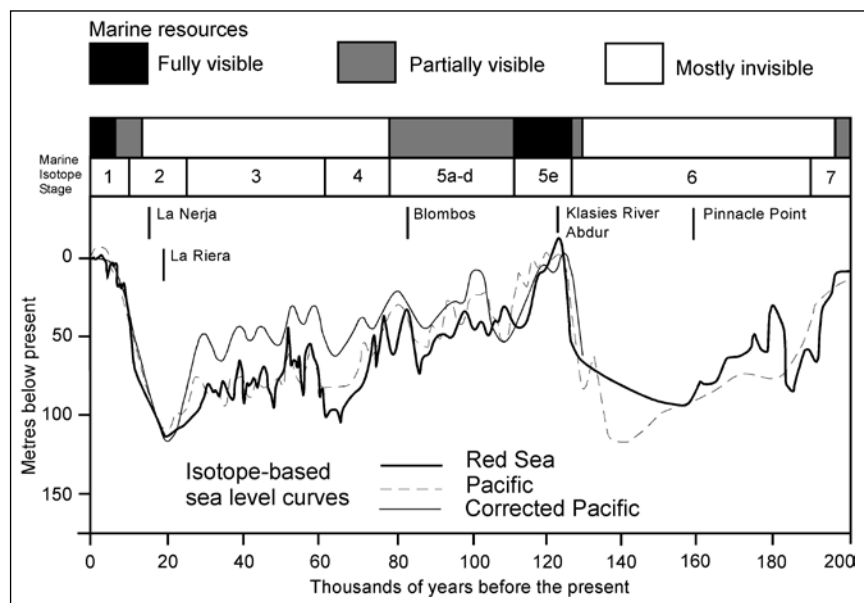 Marine resources
Fully visible
Partially visible
Mostly invisible
Marine
Isotope
Stage
1
2
3
4
5a-d
5e
6
7
La Nerja
Blombos
Klasies River
Abdur
Pinnacle Point
La Riera
0
50
100
150
Metres below present
Isotope-based
sea level curves
Red Sea
Pacific
Corrected Pacific
0 20 40 60 80 100 120 140 160 180 200
Thousands of years before the present